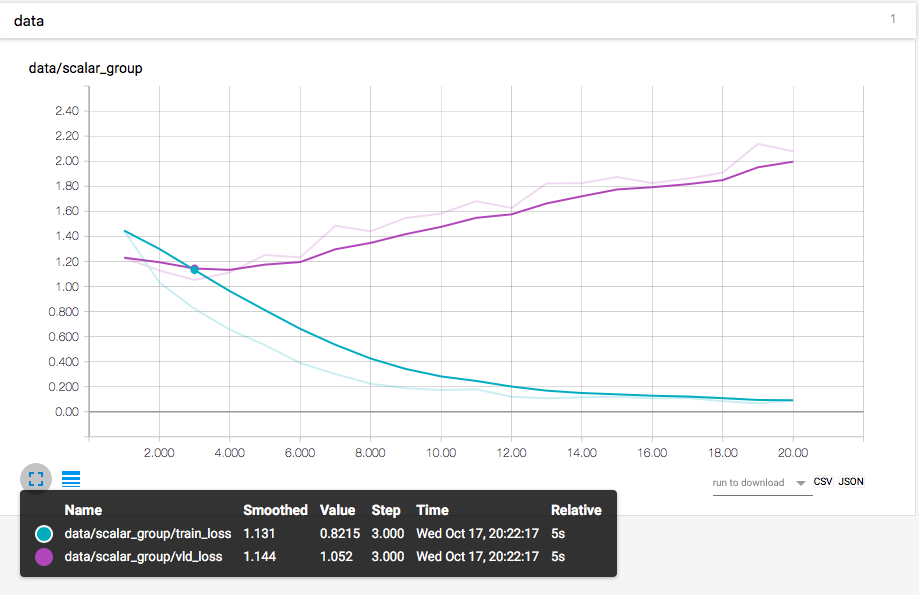 data
1
data/scalar_group
2.40
2.20
2.00
1.80
1.60
1.40
1.20
1.00
0.800
0.600
0.400
0.200
0.00
2.000 4.000 6.000 8.000 10.00 12.00 14.00 16.00 18.00 20.00
run to download CSV JSON
Name Smoothed Value Step Time Relative
data/scalar_group/train_loss 1.131 0.8215 3.000 Wed Oct 17, 20:22:17 5s
data/scalar_group/vld_loss 1.144 1.052 3.000 Wed Oct 17, 20:22:17 5s